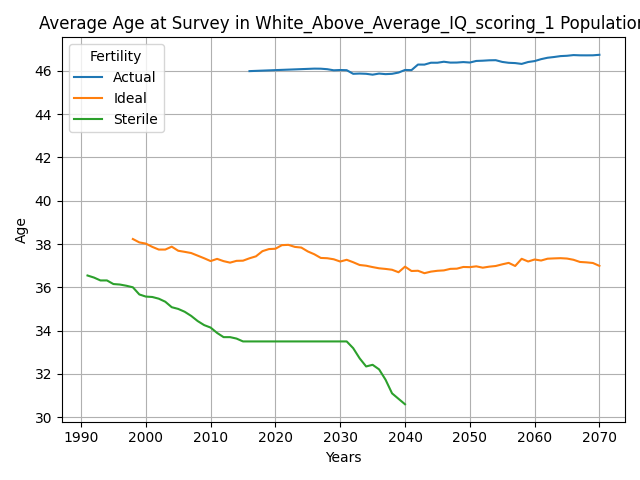 Average Age at Survey in White_Above_Average_IQ_scoring_1 Population
Fertility
Actual
Ideal
Sterile
46
44
42
40
38
36
34
32
30
Age
1990 2000 2010 2020 2030 2040 2050 2060 2070
Years